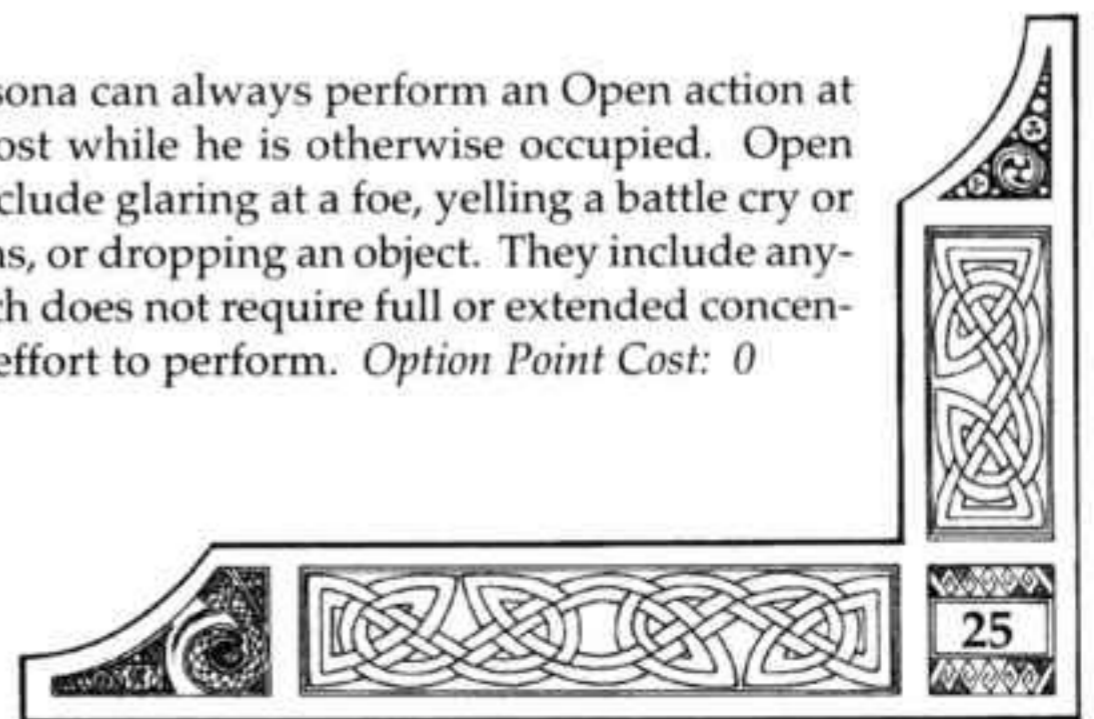 sona can always perform an Open action at
ost while he is otherwise occupied. Open
clude glaring at a foe, yelling a battle cry or
ns, or dropping an object. They include any-
ch does not require full or extended concen-
effort to perform. Option Point Cost: 0
25